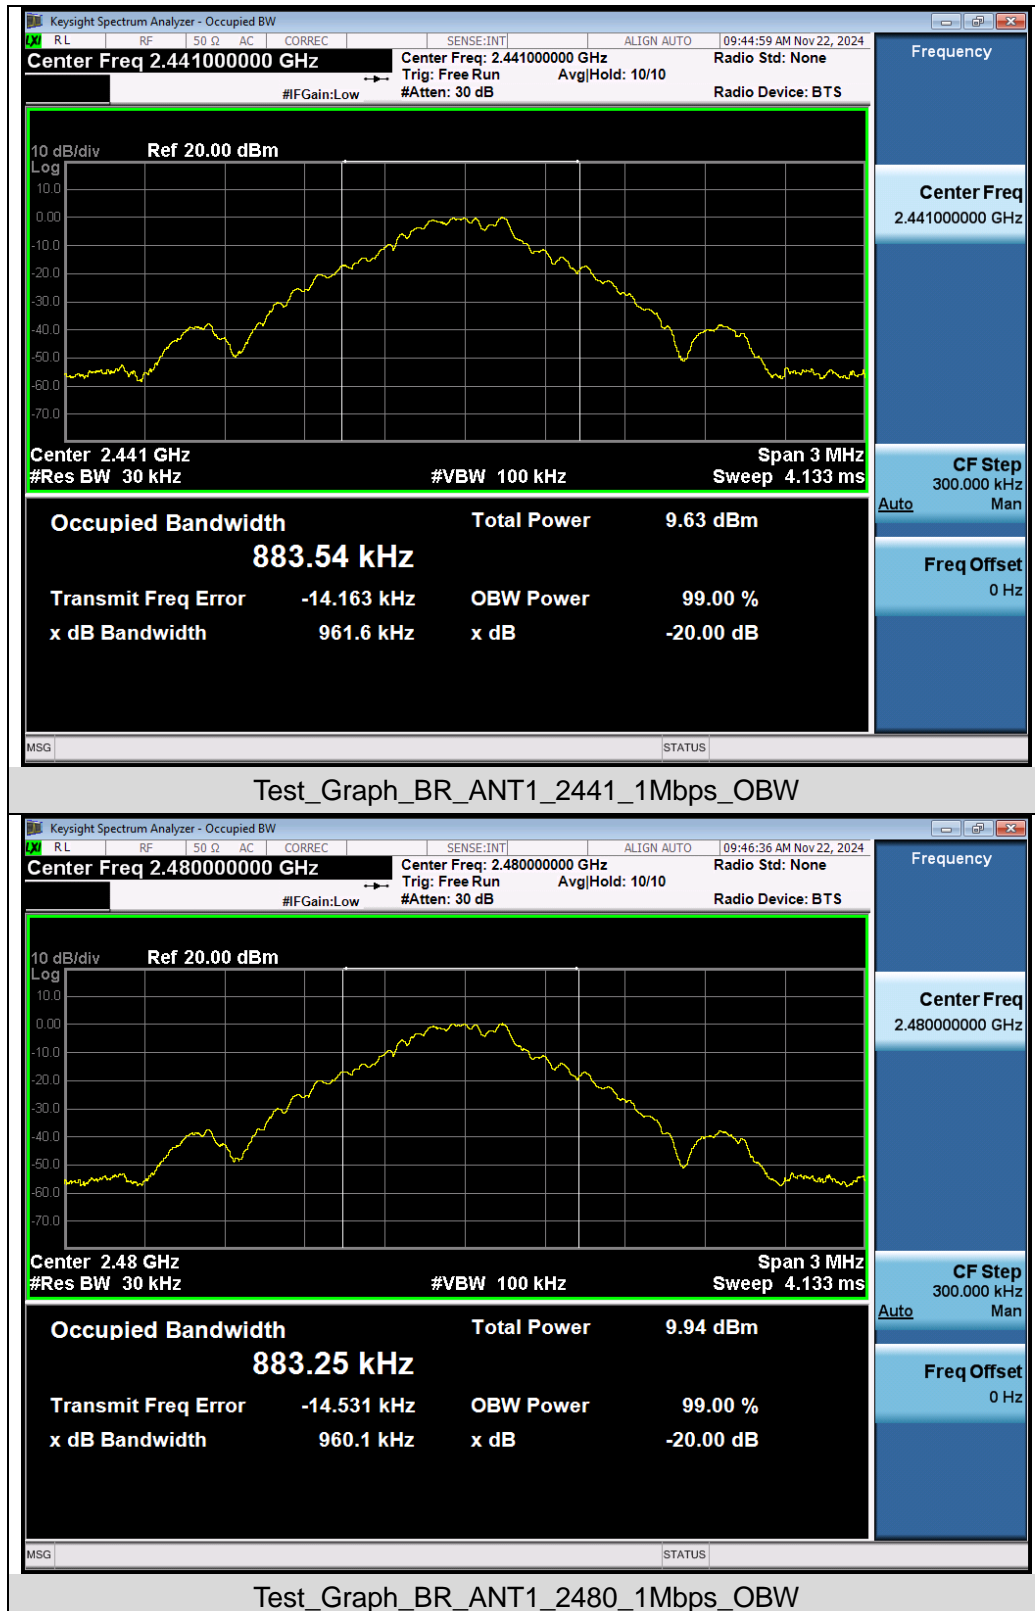 Keysight Spectrum Analyzer - Occupied BW
LXI RL RF 50 Ω AC CORREC SENSE:INT ALIGN AUTO 09:44:59 AM Nov 22, 2024
Center Freq 2.441000000 GHz Center Freq: 2.441000000 GHz Radio Std: None
Trig: Free Run Avg|Hold: 10/10
#IFGain:Low #Atten: 30 dB Radio Device: BTS
Frequency
10 dB/div Ref 20.00 dBm
Log
10.0
0.00
-10.0
-20.0
-30.0
-40.0
-50.0
-60.0
-70.0
Center 2.441 GHz Span 3 MHz
#Res BW 30 kHz #VBW 100 kHz Sweep 4.133 ms
Center Freq
2.441000000 GHz
CF Step
300.000 kHz
Auto Man
Freq Offset
0 Hz
Occupied Bandwidth Total Power 9.63 dBm
883.54 kHz
Transmit Freq Error -14.163 kHz OBW Power 99.00 %
x dB Bandwidth 961.6 kHz x dB -20.00 dB
MSG STATUS
Test_Graph_BR_ANT1_2441_1Mbps_OBW
Keysight Spectrum Analyzer - Occupied BW
LXI RL RF 50 Ω AC CORREC SENSE:INT ALIGN AUTO 09:46:36 AM Nov 22, 2024
Center Freq 2.480000000 GHz Center Freq: 2.480000000 GHz Radio Std: None
Trig: Free Run Avg|Hold: 10/10
#IFGain:Low #Atten: 30 dB Radio Device: BTS
Frequency
10 dB/div Ref 20.00 dBm
Log
10.0
0.00
-10.0
-20.0
-30.0
-40.0
-50.0
-60.0
-70.0
Center 2.48 GHz Span 3 MHz
#Res BW 30 kHz #VBW 100 kHz Sweep 4.133 ms
Center Freq
2.480000000 GHz
CF Step
300.000 kHz
Auto Man
Freq Offset
0 Hz
Occupied Bandwidth Total Power 9.94 dBm
883.25 kHz
Transmit Freq Error -14.531 kHz OBW Power 99.00 %
x dB Bandwidth 960.1 kHz x dB -20.00 dB
MSG STATUS
Test_Graph_BR_ANT1_2480_1Mbps_OBW